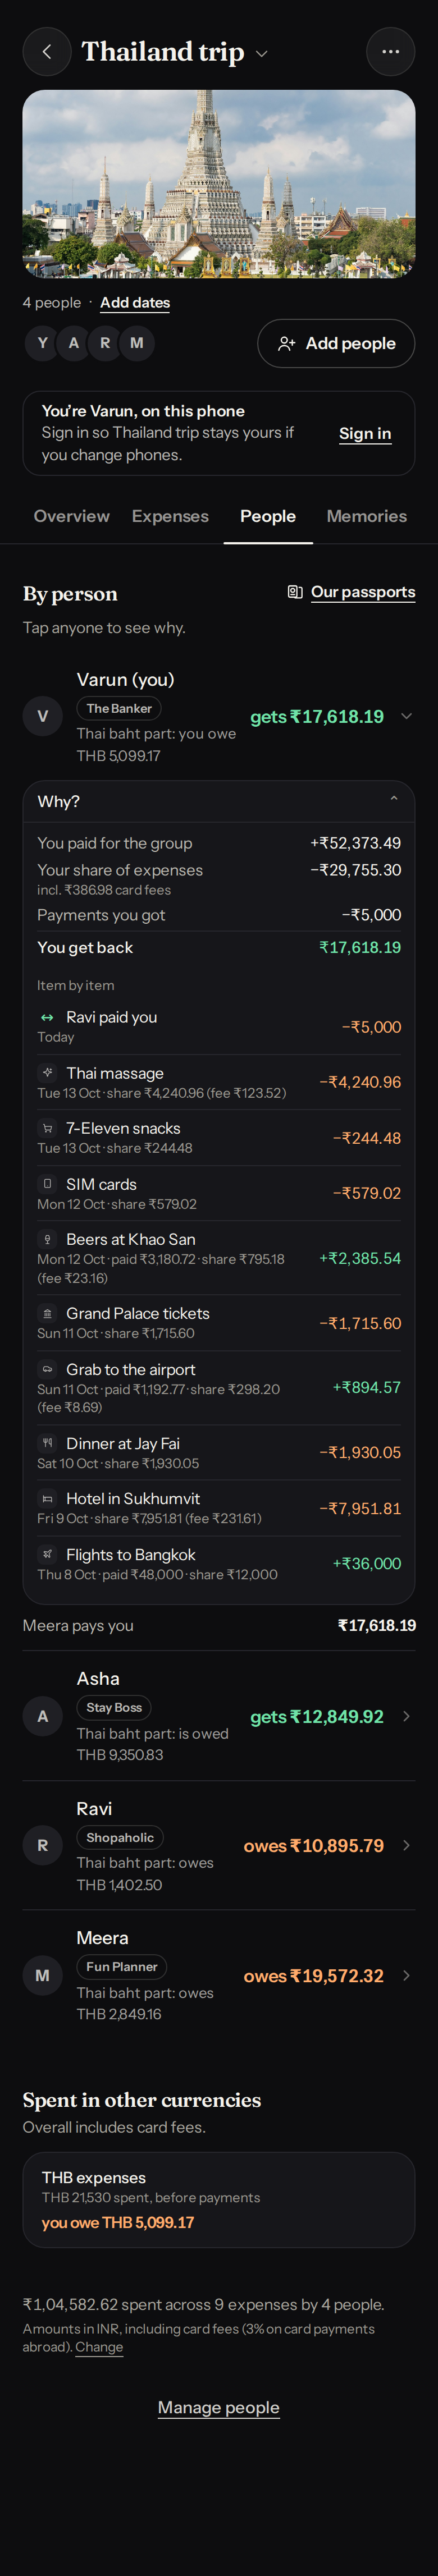 Thailand trip
4 people · Add dates
Y A R M
Add people
You're Varun, on this phone
Sign in so Thailand trip stays yours if
you change phones.
Sign in
Overview Expenses People Memories
By person
Our passports
Tap anyone to see why.
V
Varun (you)
The Banker
Thai baht part: you owe
THB 5,099.17
gets ₹17,618.19
Why?
You paid for the group +₹52,373.49
Your share of expenses −₹29,755.30
incl. ₹386.98 card fees
Payments you got −₹5,000
You get back ₹17,618.19
Item by item
Ravi paid you
Today
−₹5,000
Thai massage
Tue 13 Oct · share ₹4,240.96 (fee ₹123.52)
−₹4,240.96
7-Eleven snacks
Tue 13 Oct · share ₹244.48
−₹244.48
SIM cards
Mon 12 Oct · share ₹579.02
−₹579.02
Beers at Khao San
Mon 12 Oct · paid ₹3,180.72 · share ₹795.18
(fee ₹23.16)
+₹2,385.54
Grand Palace tickets
Sun 11 Oct · share ₹1,715.60
−₹1,715.60
Grab to the airport
Sun 11 Oct · paid ₹1,192.77 · share ₹298.20
(fee ₹8.69)
+₹894.57
Dinner at Jay Fai
Sat 10 Oct · share ₹1,930.05
−₹1,930.05
Hotel in Sukhumvit
Fri 9 Oct · share ₹7,951.81 (fee ₹231.61)
−₹7,951.81
Flights to Bangkok
Thu 8 Oct · paid ₹48,000 · share ₹12,000
+₹36,000
Meera pays you ₹17,618.19
A
Asha
Stay Boss
Thai baht part: is owed
THB 9,350.83
gets ₹12,849.92
R
Ravi
Shopaholic
Thai baht part: owes
THB 1,402.50
owes ₹10,895.79
M
Meera
Fun Planner
Thai baht part: owes
THB 2,849.16
owes ₹19,572.32
Spent in other currencies
Overall includes card fees.
THB expenses
THB 21,530 spent, before payments
you owe THB 5,099.17
₹1,04,582.62 spent across 9 expenses by 4 people.
Amounts in INR, including card fees (3% on card payments
abroad). Change
Manage people